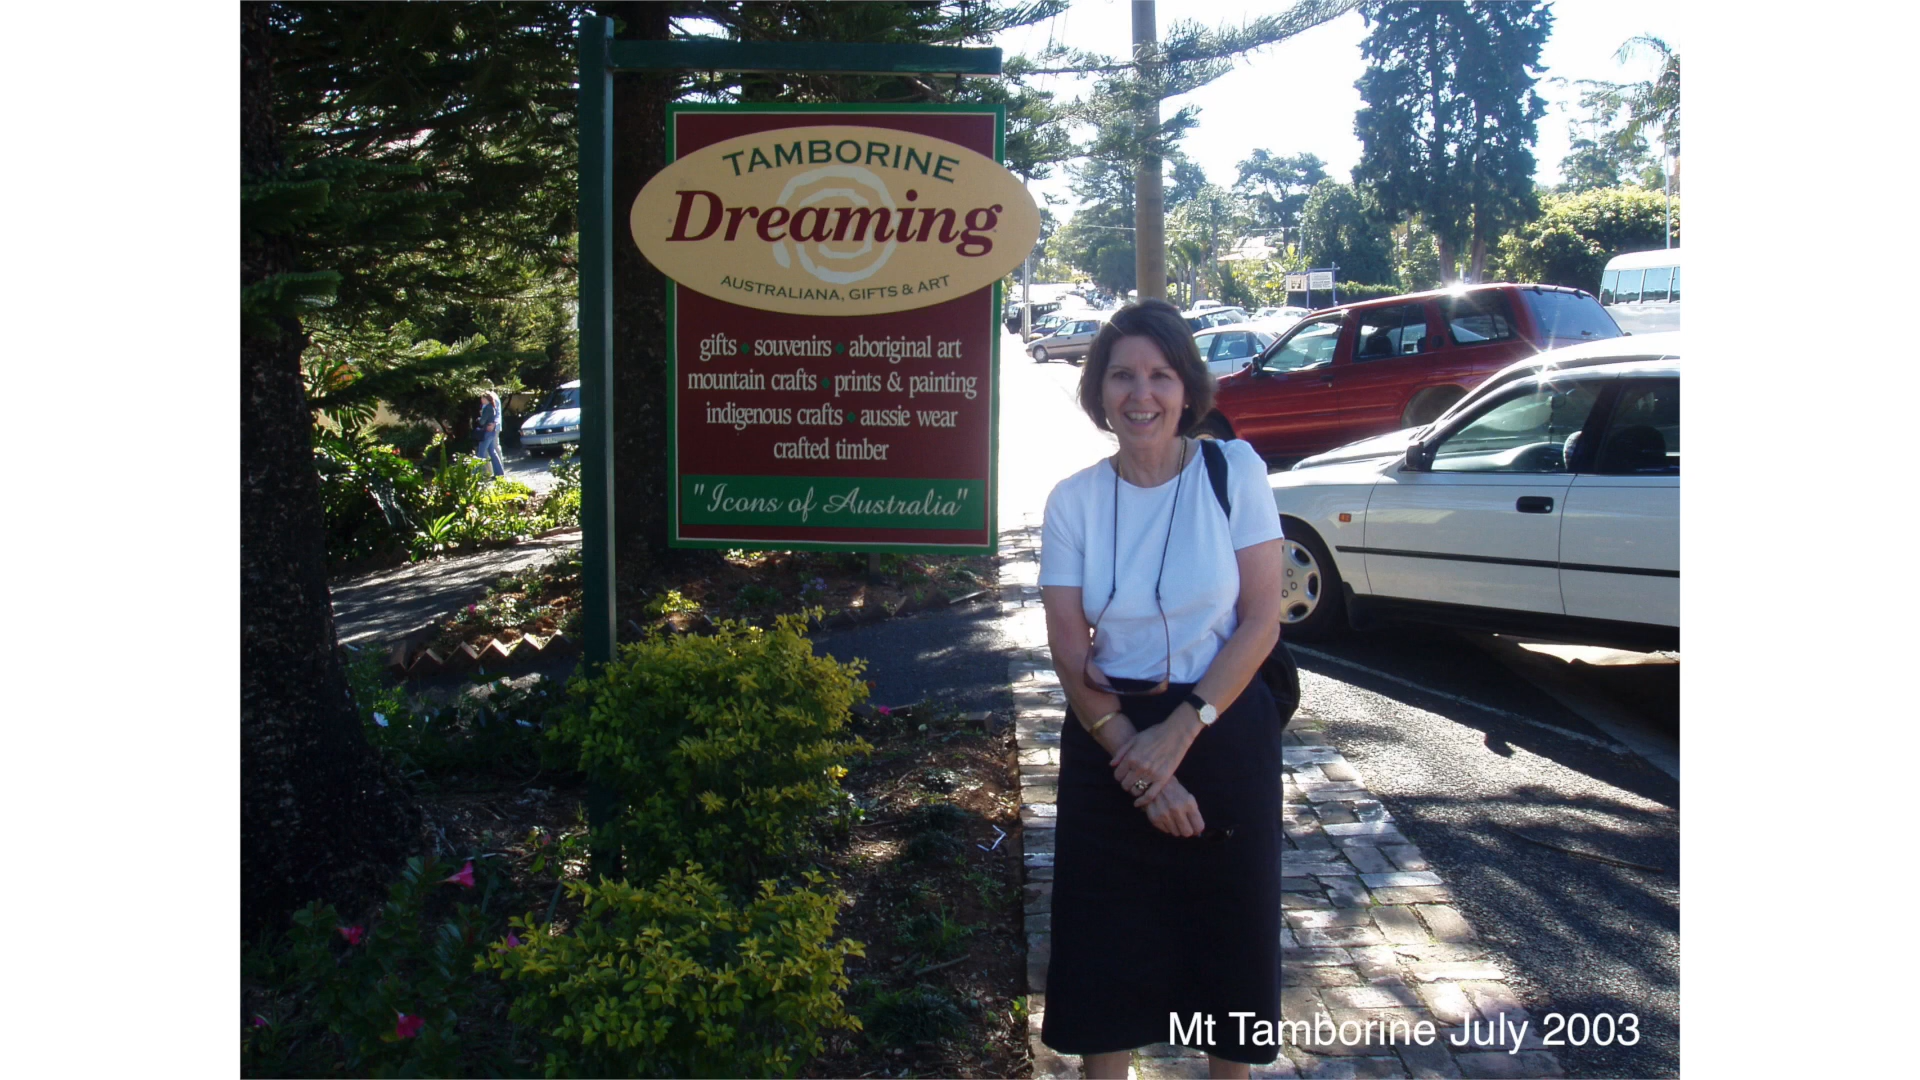 TAMBORINE
Dreaming
AUSTRALIANA, GIFTS & ART
gifts ♦ souvenirs ♦ aboriginal art
mountain crafts ♦ prints & painting
indigenous crafts ♦ aussie wear
crafted timber
"Icons of Australia"
Mt Tamborine July 2003